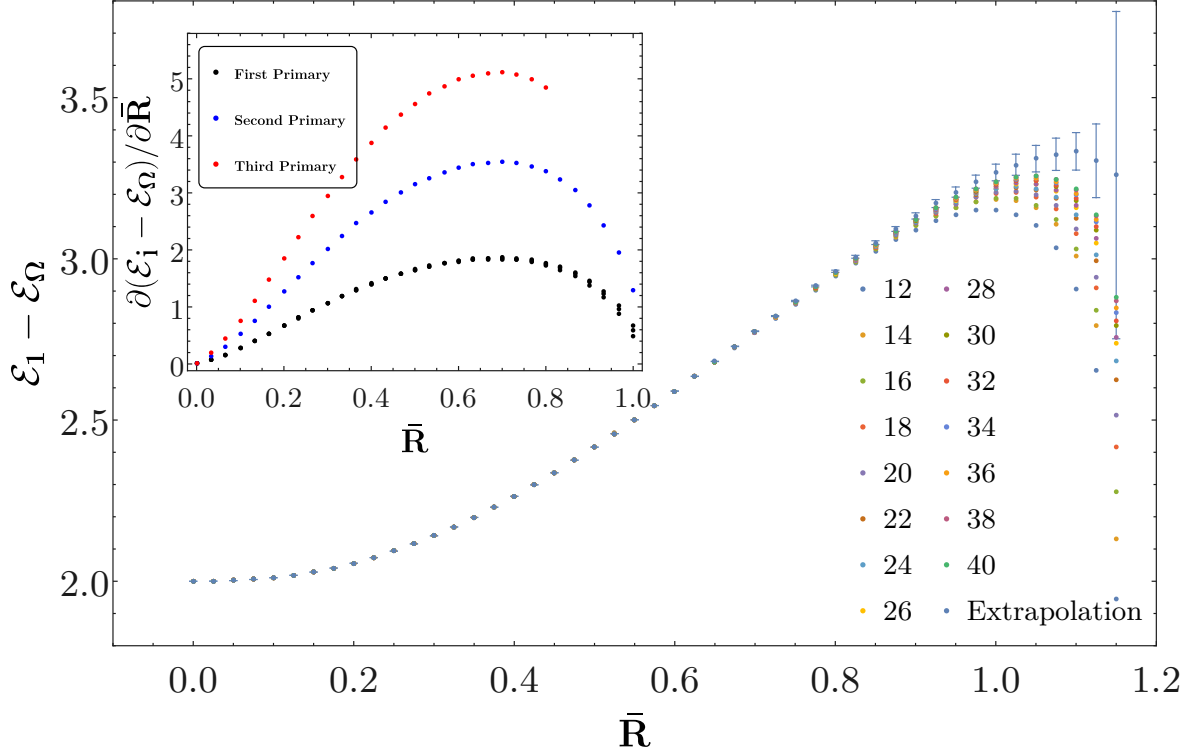 ℰ₁ − ℰ_Ω
3.5
3.0
2.5
2.0
0.0 0.2 0.4 0.6 0.8 1.0 1.2
R̄
∂(ℰᵢ − ℰ_Ω)/∂R̄
5
4
3
2
1
0
0.0 0.2 0.4 0.6 0.8 1.0
R̄
First Primary
Second Primary
Third Primary
12 28
14 30
16 32
18 34
20 36
22 38
24 40
26 Extrapolation